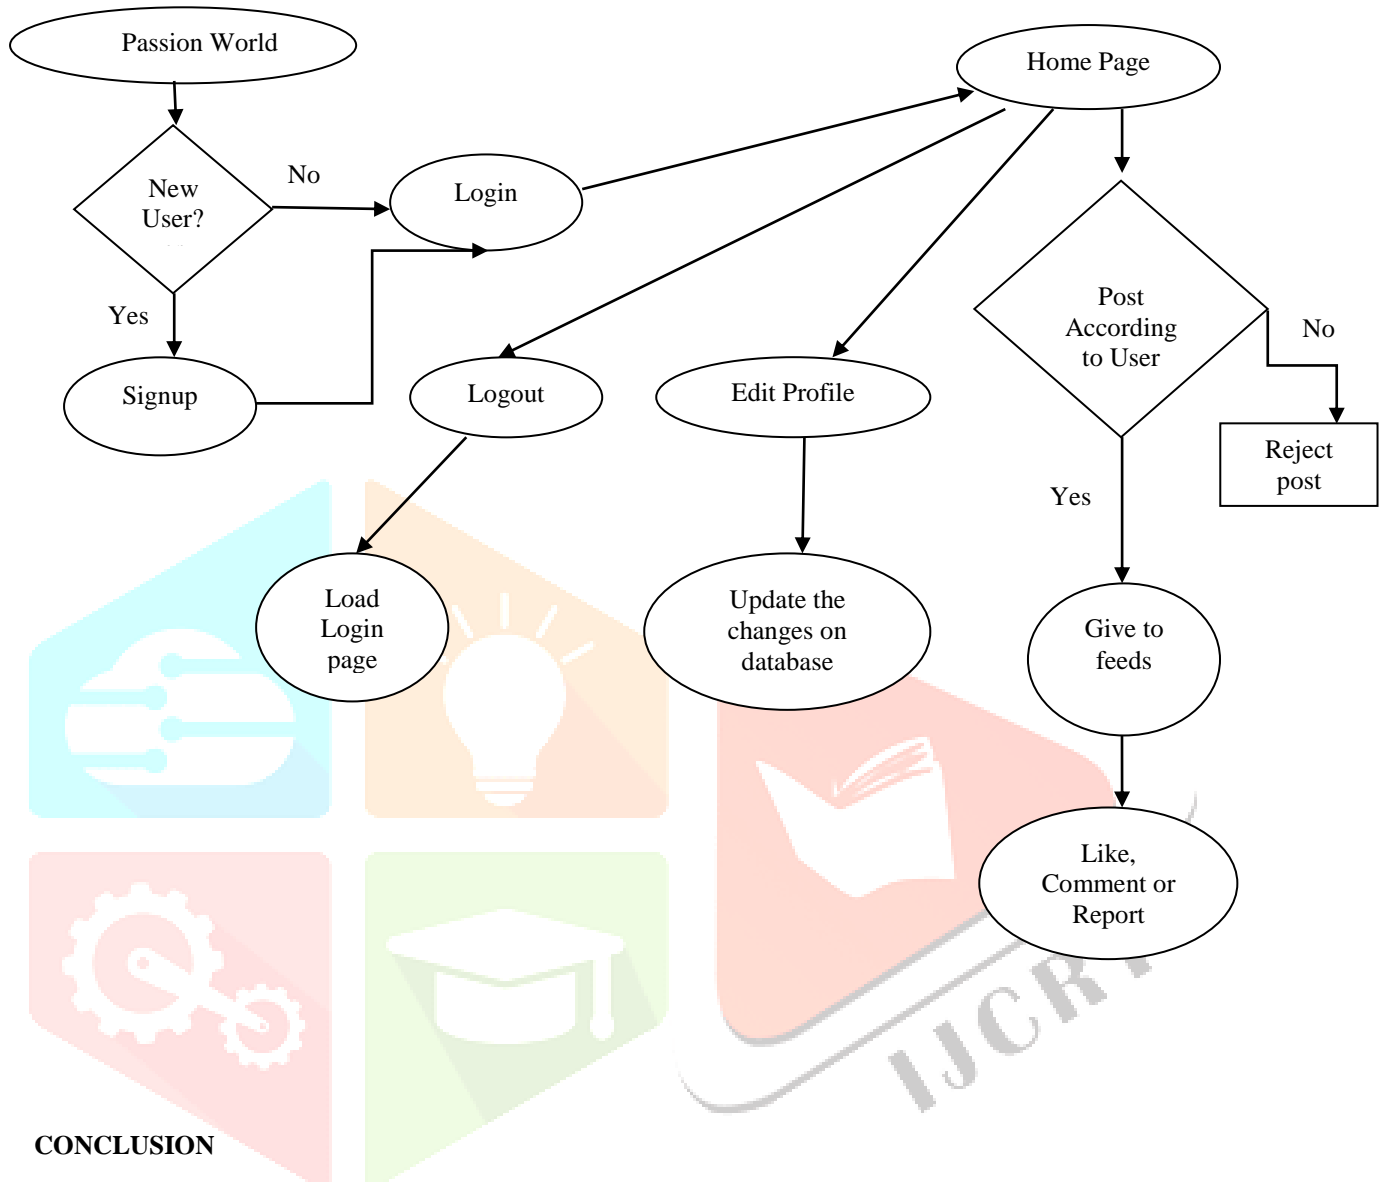 Passion World
Home Page
New
User?
No
Login
Yes
Signup
Logout
Edit Profile
Post
According
to User
No
Reject
post
Yes
Load
Login
page
Update the
changes on
database
Give to
feeds
Like,
Comment or
Report
CONCLUSION